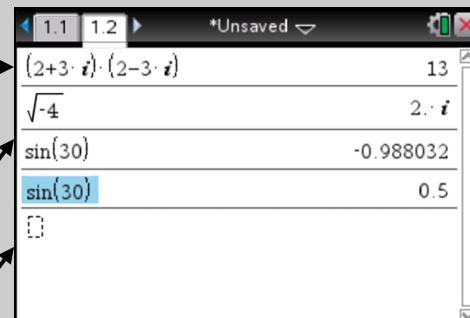 1.1 1.2 *Unsaved
(2+3·i)·(2−3·i) 13
√-4 2.·i
sin(30) -0.988032
sin(30) 0.5